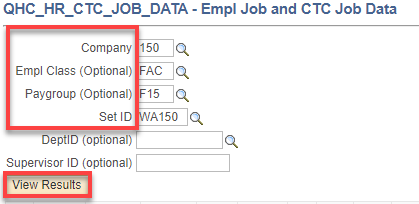 QHC_HR_CTC_JOB_DATA - Empl Job and CTC Job Data
Company 150
Empl Class (Optional) FAC
Paygroup (Optional) F15
Set ID WA150
DeptID (optional)
Supervisor ID (optional)
View Results